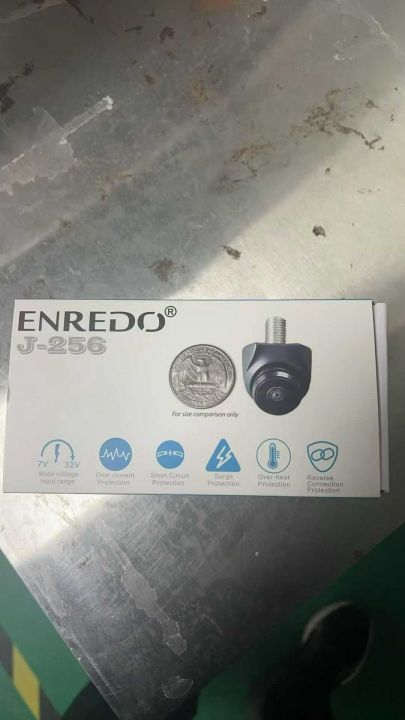 ENREDO®
J-256
For size comparison only
7V 32V
Wide voltage
input range
Over current
Protection
Short Circuit
Protection
Surge
Protection
Over-heat
Protection
Reverse
Connection
Protection